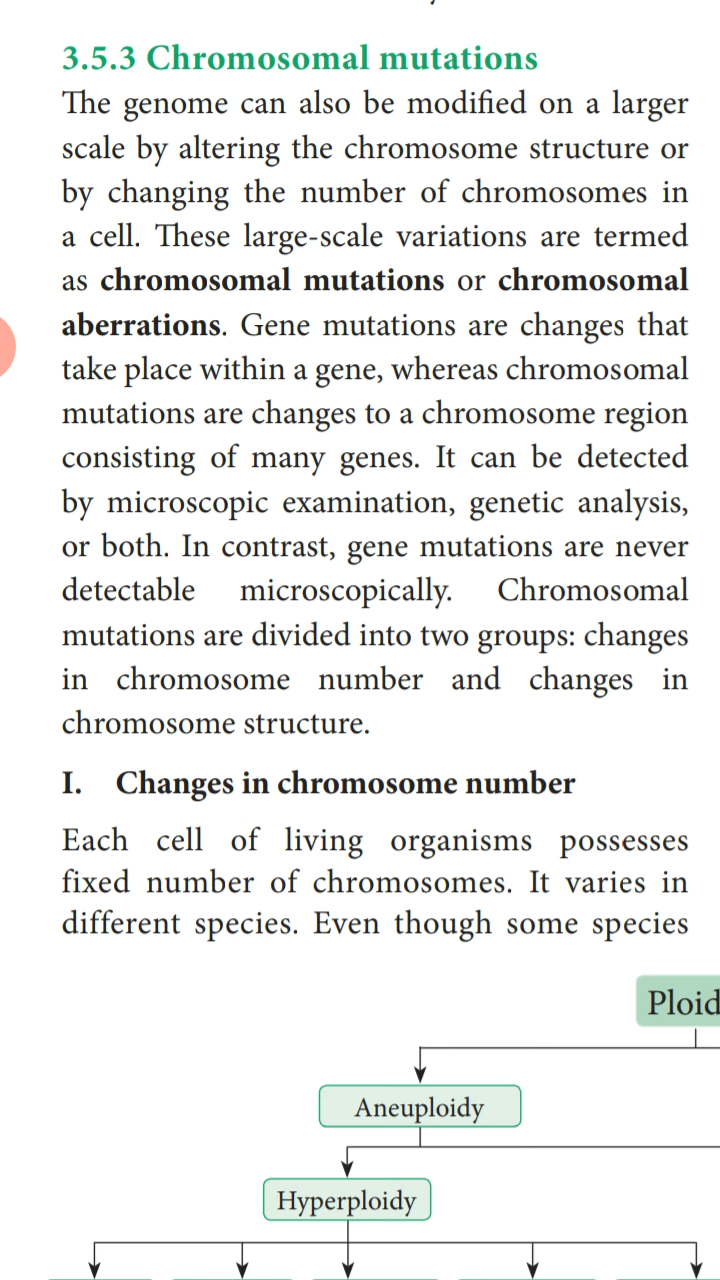 3.5.3 Chromosomal mutations
The genome can also be modified on a larger
scale by altering the chromosome structure or
by changing the number of chromosomes in
a cell. These large-scale variations are termed
as chromosomal mutations or chromosomal
aberrations. Gene mutations are changes that
take place within a gene, whereas chromosomal
mutations are changes to a chromosome region
consisting of many genes. It can be detected
by microscopic examination, genetic analysis,
or both. In contrast, gene mutations are never
detectable microscopically. Chromosomal
mutations are divided into two groups: changes
in chromosome number and changes in
chromosome structure.
I. Changes in chromosome number
Each cell of living organisms possesses
fixed number of chromosomes. It varies in
different species. Even though some species
Ploid
Aneuploidy
Hyperploidy